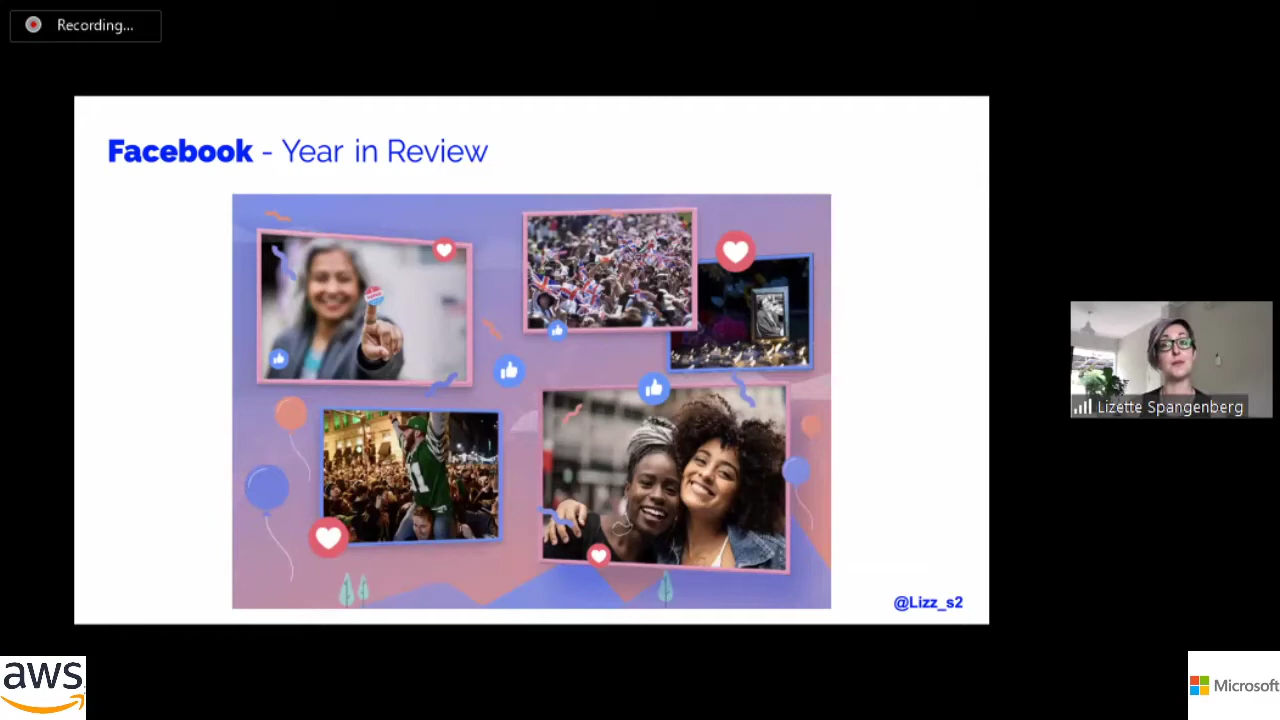 Recording...
Facebook - Year in Review
Lizette Spangenberg
@Lizz_s2
aws
Microsoft